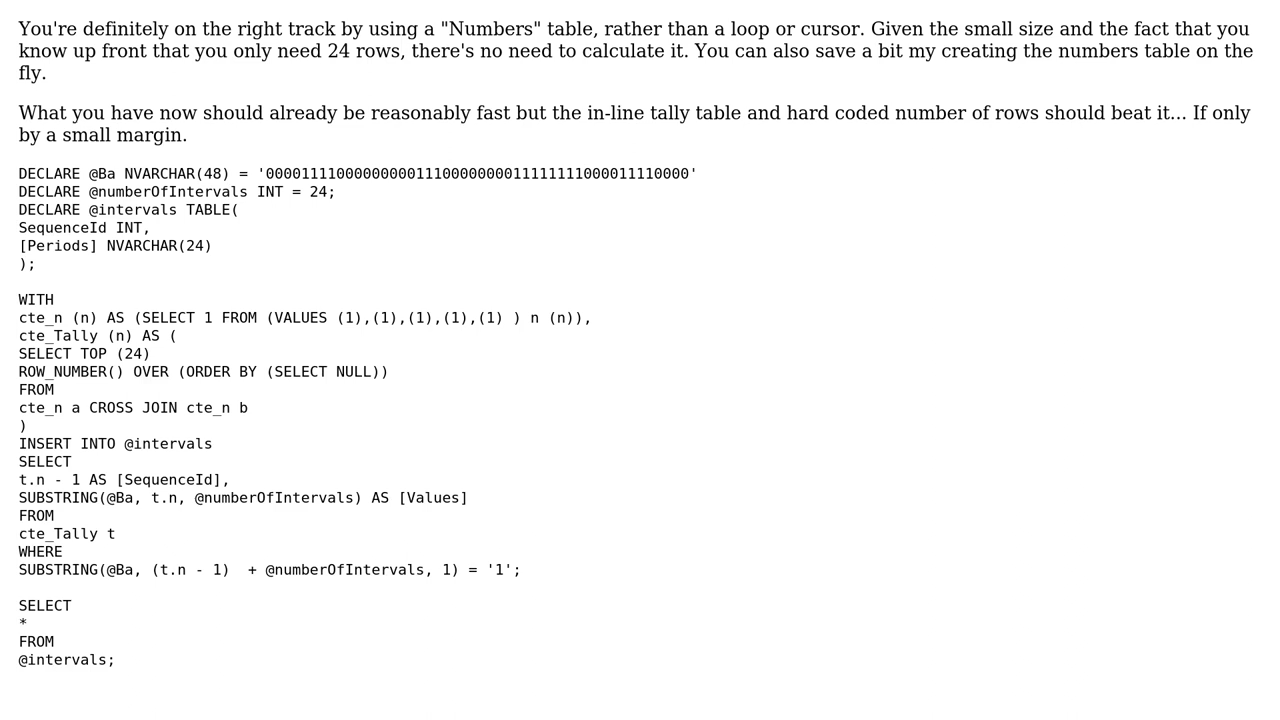 You're definitely on the right track by using a "Numbers" table, rather than a loop or cursor. Given the small size and the fact that you
know up front that you only need 24 rows, there's no need to calculate it. You can also save a bit my creating the numbers table on the
fly.
What you have now should already be reasonably fast but the in-line tally table and hard coded number of rows should beat it... If only
by a small margin.
DECLARE @Ba NVARCHAR(48) = '0000111100000000001110000000011111111000011110000'
DECLARE @numberOfIntervals INT = 24;
DECLARE @intervals TABLE(
SequenceId INT,
[Periods] NVARCHAR(24)
);
WITH
cte_n (n) AS (SELECT 1 FROM (VALUES (1),(1),(1),(1),(1) ) n (n)),
cte_Tally (n) AS (
SELECT TOP (24)
ROW_NUMBER() OVER (ORDER BY (SELECT NULL))
FROM
cte_n a CROSS JOIN cte_n b
)
INSERT INTO @intervals
SELECT
t.n - 1 AS [SequenceId],
SUBSTRING(@Ba, t.n, @numberOfIntervals) AS [Values]
FROM
cte_Tally t
WHERE
SUBSTRING(@Ba, (t.n - 1)  + @numberOfIntervals, 1) = '1';
SELECT
*
FROM
@intervals;